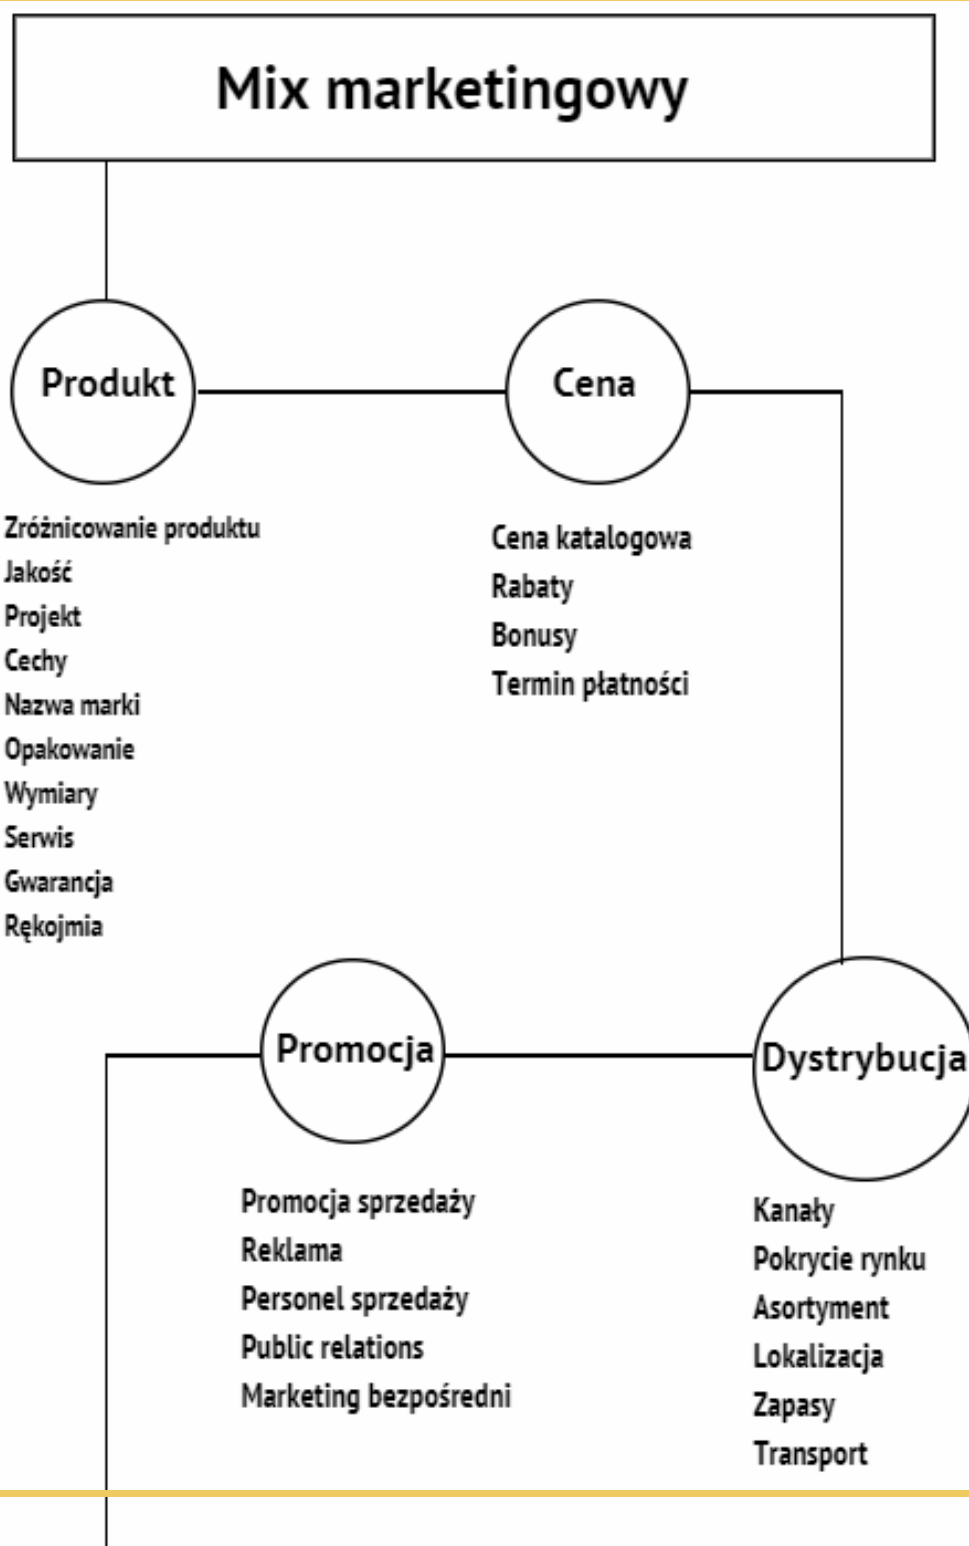 Mix marketingowy
Produkt
Zróżnicowanie produktu
Jakość
Projekt
Cechy
Nazwa marki
Opakowanie
Wymiary
Serwis
Gwarancja
Rękojmia
Cena
Cena katalogowa
Rabaty
Bonusy
Termin płatności
Promocja
Promocja sprzedaży
Reklama
Personel sprzedaży
Public relations
Marketing bezpośredni
Dystrybucja
Kanały
Pokrycie rynku
Asortyment
Lokalizacja
Zapasy
Transport